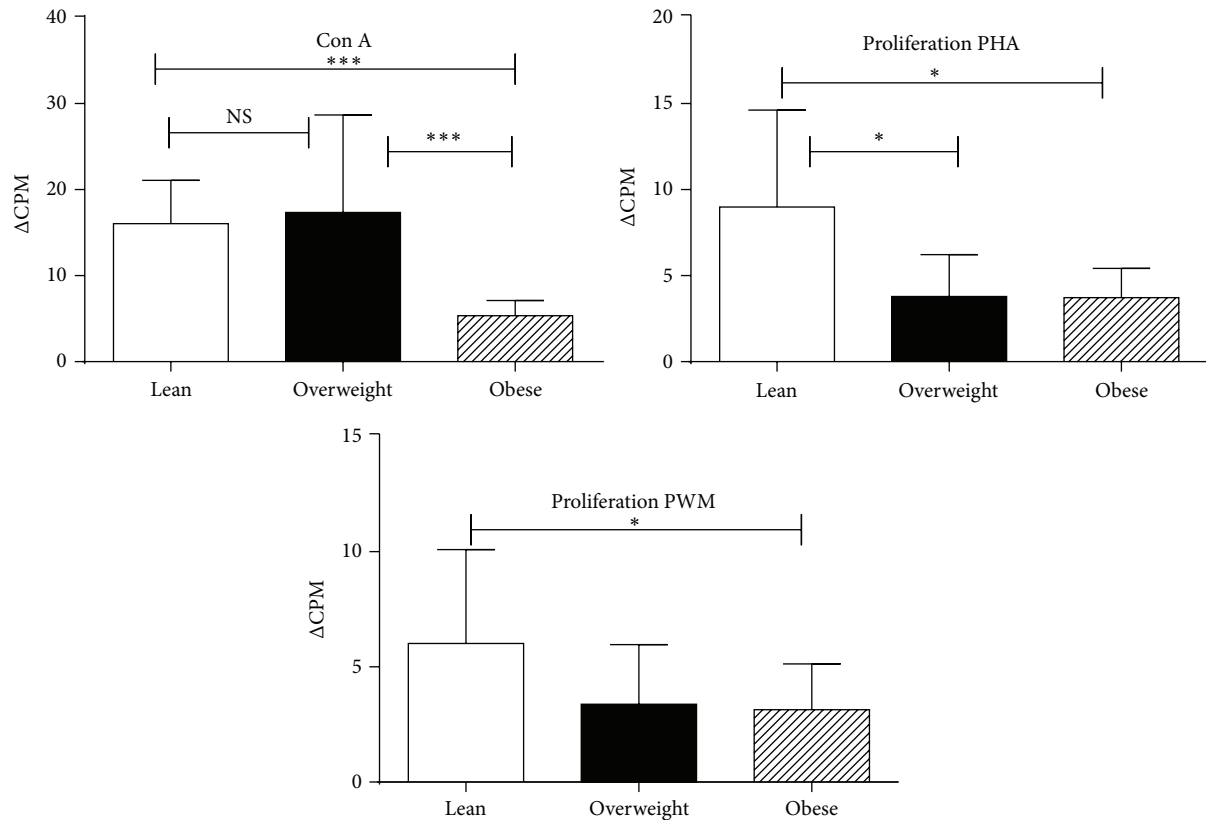 Con A
***
NS
***
ΔCPM
40
30
20
10
0
Lean Overweight Obese
Proliferation PHA
*
*
ΔCPM
20
15
10
5
0
Lean Overweight Obese
Proliferation PWM
*
ΔCPM
15
10
5
0
Lean Overweight Obese